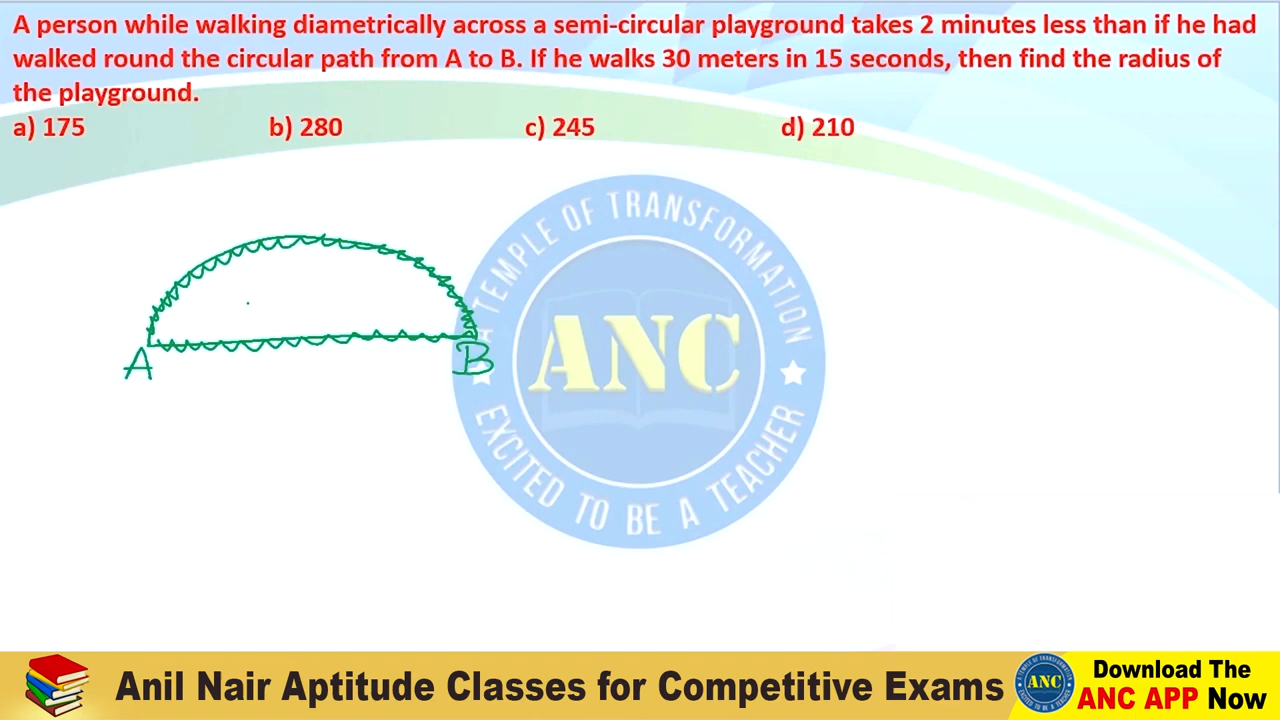 A person while walking diametrically across a semi-circular playground takes 2 minutes less than if he had
walked round the circular path from A to B. If he walks 30 meters in 15 seconds, then find the radius of
the playground.
a) 175 b) 280 c) 245 d) 210
A B
A TEMPLE OF TRANSFORMATION
ANC
EXCITED TO BE A TEACHER
Anil Nair Aptitude Classes for Competitive Exams
ANC
Download The
ANC APP Now